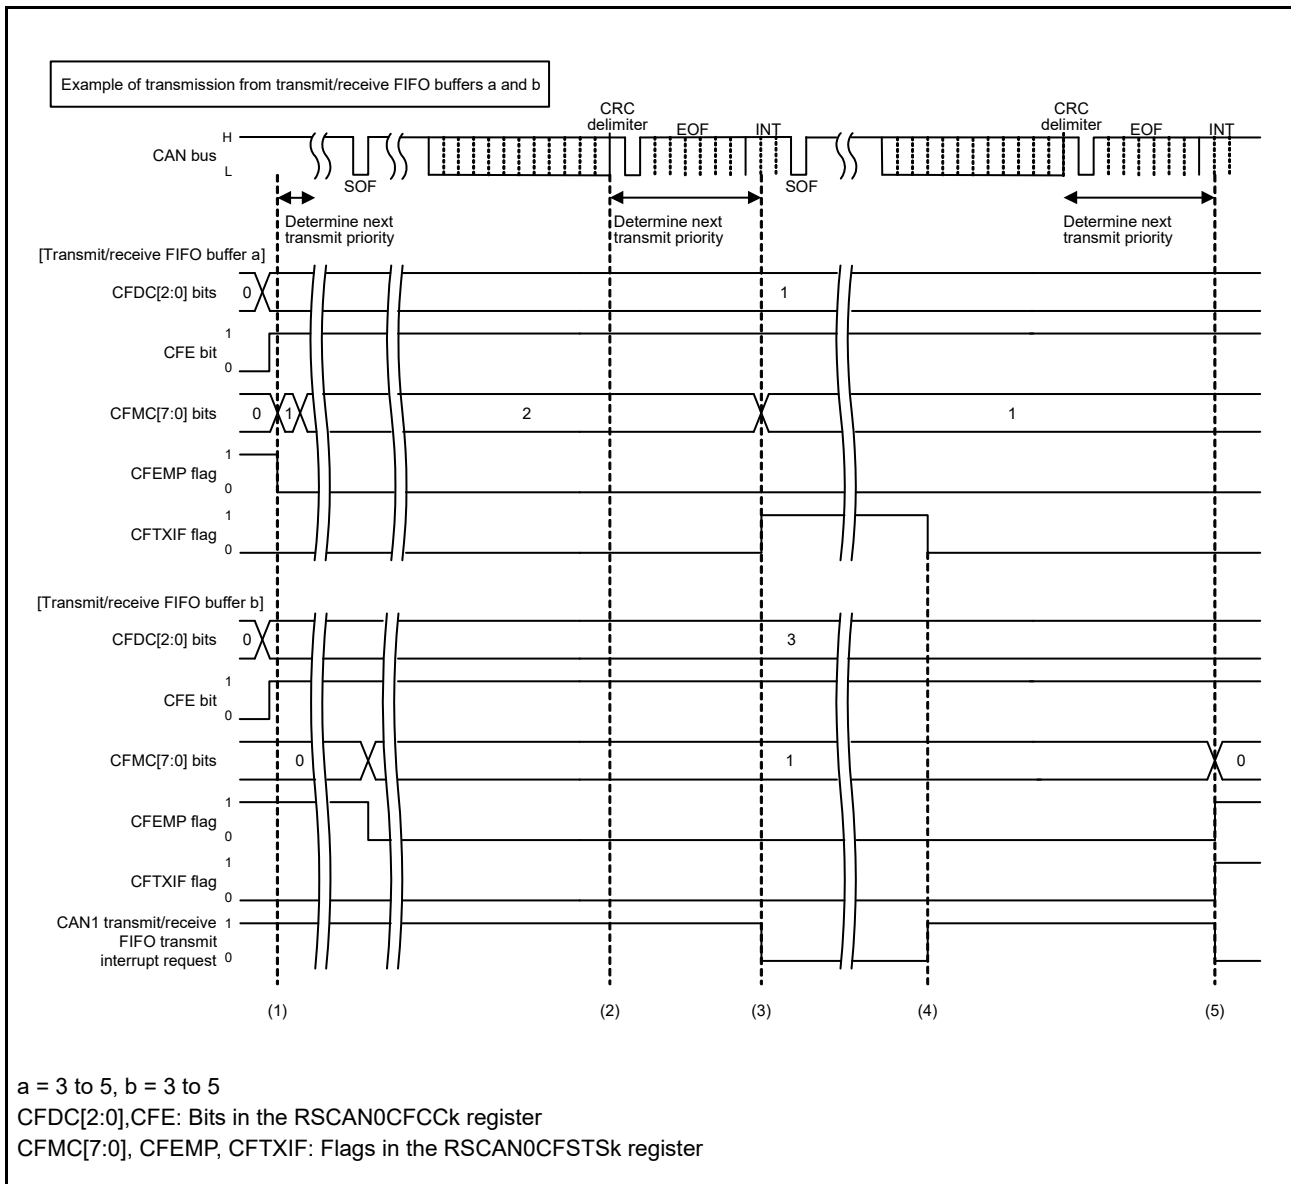 Example of transmission from transmit/receive FIFO buffers a and b
CRC
delimiter
EOF
INT
CRC
delimiter
EOF
INT
H
CAN bus
L
SOF
SOF
Determine next
transmit priority
Determine next
transmit priority
Determine next
transmit priority
[Transmit/receive FIFO buffer a]
CFDC[2:0] bits
0
1
1
CFE bit
0
CFMC[7:0] bits
0
1
2
1
1
CFEMP flag
0
1
CFTXIF flag
0
[Transmit/receive FIFO buffer b]
CFDC[2:0] bits
0
3
1
CFE bit
0
CFMC[7:0] bits
0
1
0
1
CFEMP flag
0
1
CFTXIF flag
0
CAN1 transmit/receive 1
FIFO transmit
interrupt request 0
(1)
(2)
(3)
(4)
(5)
a = 3 to 5, b = 3 to 5
CFDC[2:0],CFE: Bits in the RSCAN0CFCCk register
CFMC[7:0], CFEMP, CFTXIF: Flags in the RSCAN0CFSTSk register